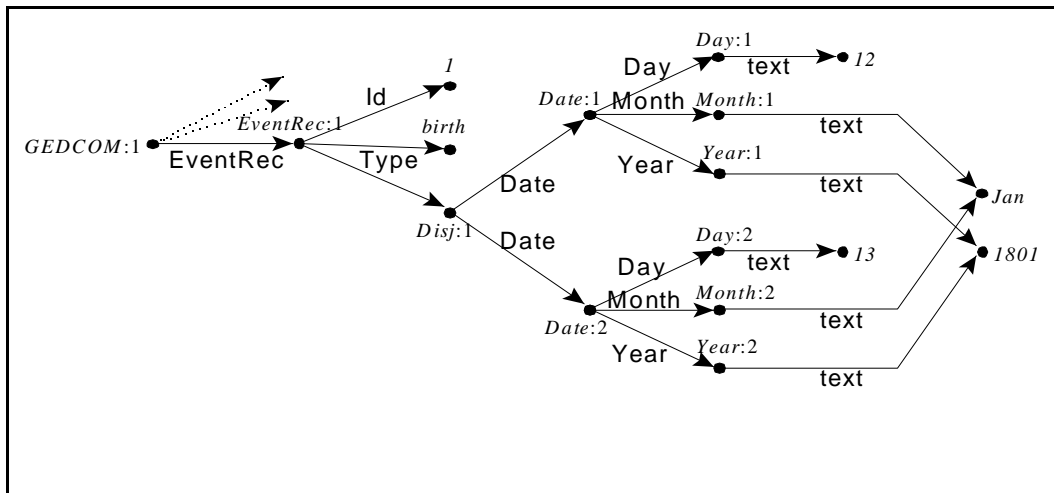 Day:1
1
Day
text
12
Id
Date:1
Month
Month:1
EventRec:1
birth
text
GEDCOM:1
EventRec
Type
Year
Year:1
Date
text
Jan
Disj:1
Date
Day:2
Day
text
13
1801
Month
Month:2
Date:2
text
Year
Year:2
text